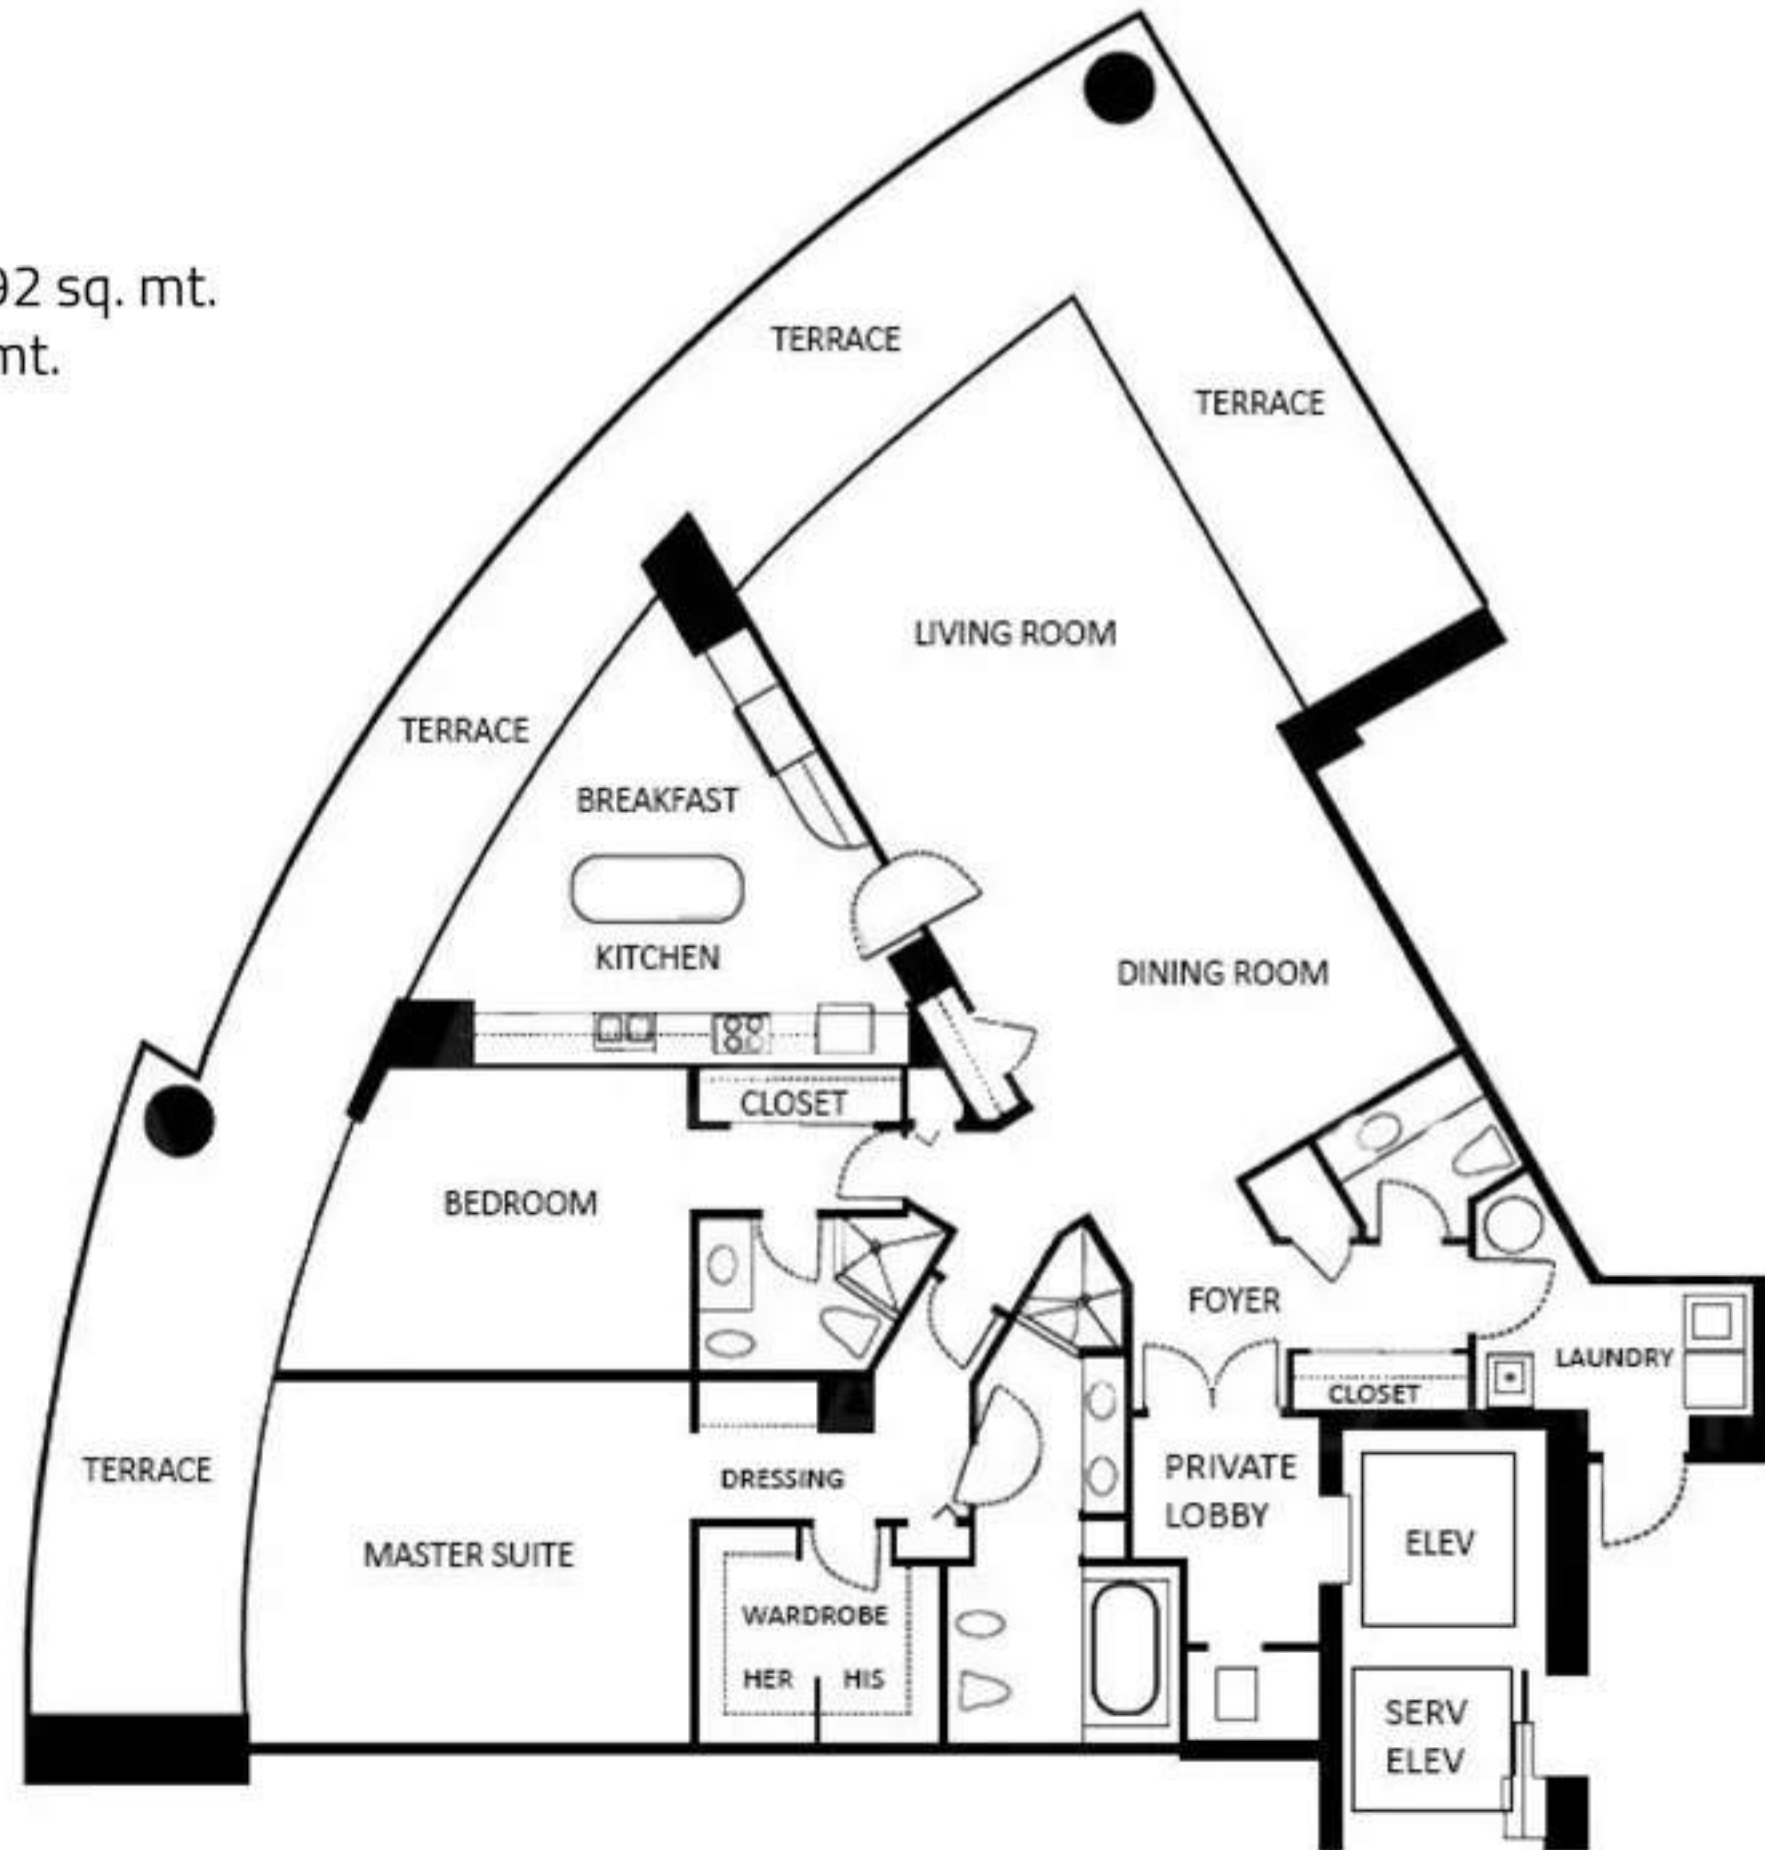 92 sq. mt.
mt.
TERRACE
TERRACE
LIVING ROOM
TERRACE
BREAKFAST
KITCHEN
DINING ROOM
CLOSET
BEDROOM
FOYER
LAUNDRY
CLOSET
TERRACE
DRESSING
PRIVATE
LOBBY
MASTER SUITE
ELEV
WARDROBE
HER HIS
SERV
ELEV